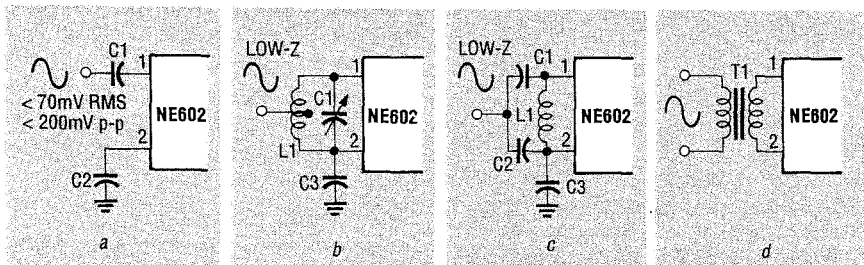 C1
1
NE602
< 70mV RMS
< 200mV p-p
2
C2
a
LOW-Z
1
C1
NE602
L1
2
C3
b
LOW-Z
C1
1
L1
NE602
C2
2
C3
c
T1
1
NE602
2
d